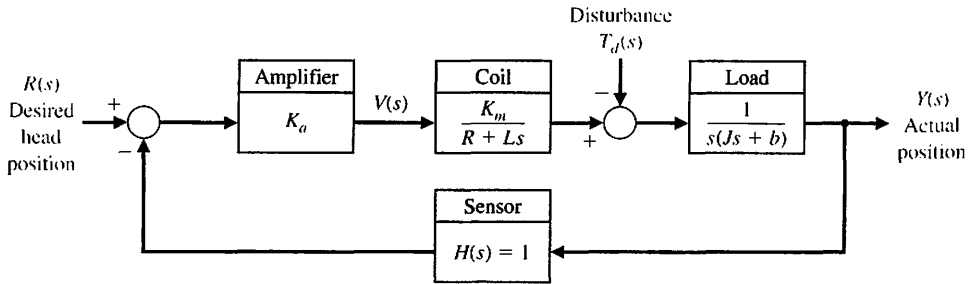 Disturbance
T_d(s)
R(s)
Desired
head
position
+
−
Amplifier
K_a
V(s)
Coil
K_m
R + Ls
+
−
Load
1
s(Js + b)
Y(s)
Actual
position
Sensor
H(s) = 1